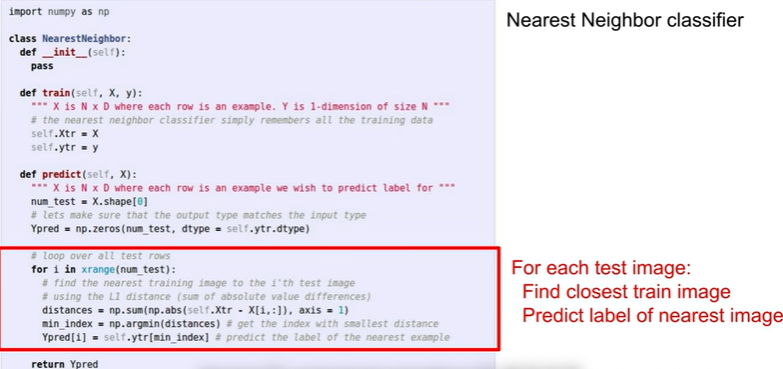 import numpy as np
class NearestNeighbor:
def __init__(self):
pass
def train(self, X, y):
""" X is N x D where each row is an example. Y is 1-dimension of size N """
# the nearest neighbor classifier simply remembers all the training data
self.Xtr = X
self.ytr = y
def predict(self, X):
""" X is N x D where each row is an example we wish to predict label for """
num_test = X.shape[0]
# lets make sure that the output type matches the input type
Ypred = np.zeros(num_test, dtype = self.ytr.dtype)
# loop over all test rows
for i in xrange(num_test):
# find the nearest training image to the i'th test image
# using the L1 distance (sum of absolute value differences)
distances = np.sum(np.abs(self.Xtr - X[i,:]), axis = 1)
min_index = np.argmin(distances) # get the index with smallest distance
Ypred[i] = self.ytr[min_index] # predict the label of the nearest example
return Ypred
Nearest Neighbor classifier
For each test image:
Find closest train image
Predict label of nearest image